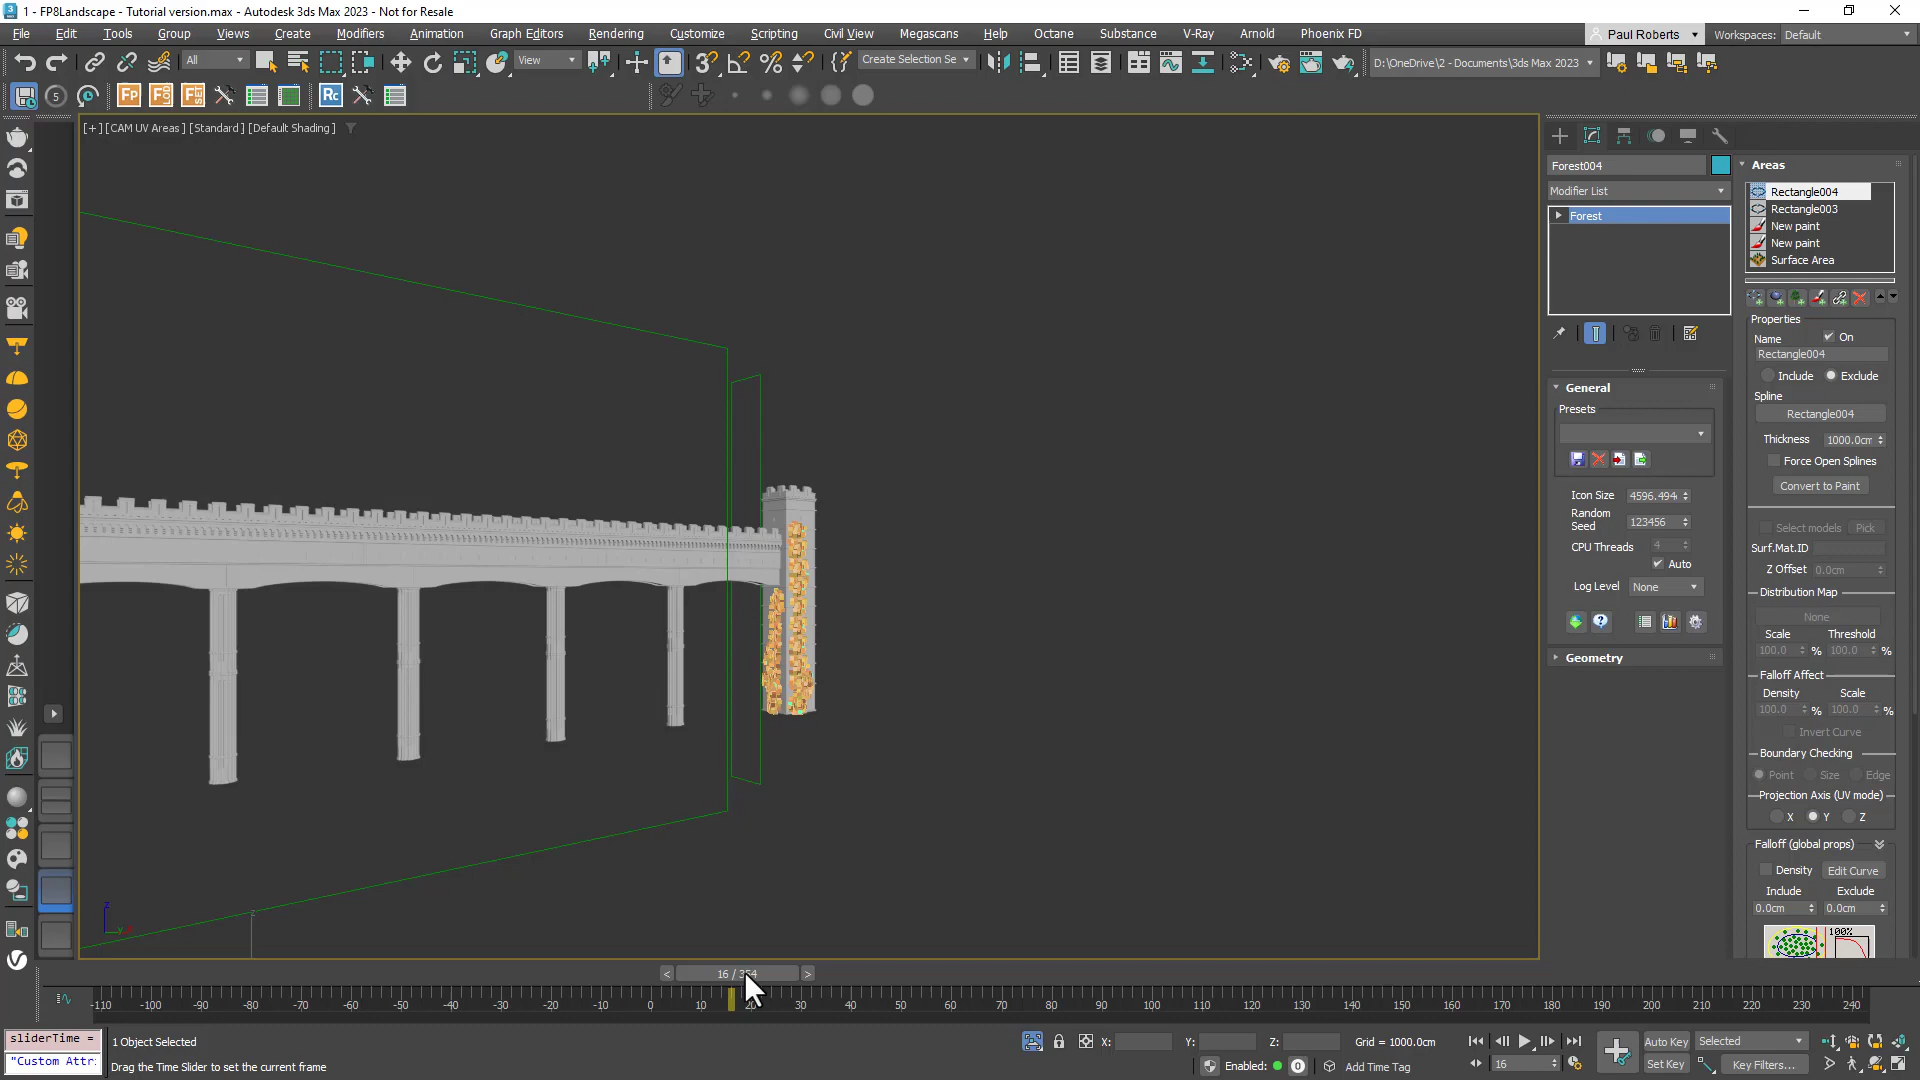 1 - FP8Landscape - Tutorial version.max - Autodesk 3ds Max 2023 - Not for Resale
File Edit Tools Group Views Create Modifiers Animation Graph Editors Rendering Customize Scripting Civil View Megascans Help Octane Substance V-Ray Arnold Phoenix FD
Paul Roberts Workspaces: Default
All View Create Selection Se D:\OneDrive\2 - Documents\3ds Max 2023
[+] [CAM UV Areas ] [Standard ] [Default Shading ]
Forest004
Modifier List
Forest
General
Presets
Icon Size 4596.494
Random Seed 123456
CPU Threads 4
Auto
Log Level None
Geometry
Areas
Rectangle004
Rectangle003
New paint
New paint
Surface Area
Properties
Name On
Rectangle004
Include Exclude
Spline
Rectangle004
Thickness 1000.0cm
Force Open Splines
Convert to Paint
Select models Pick
Surf.Mat.ID
Z Offset 0.0cm
Distribution Map
None
Scale Threshold
100.0 % 100.0 %
Falloff Affect
Density Scale
100.0 % 100.0 %
Invert Curve
Boundary Checking
Point Size Edge
Projection Axis (UV mode)
X Y Z
Falloff (global props)
Density Edit Curve
Include Exclude
0.0cm 0.0cm
100%
z
z y
< 16 / 354 >
-110 -100 -90 -80 -70 -60 -50 -40 -30 -20 -10 0 10 20 30 40 50 60 70 80 90 100 110 120 130 140 150 160 170 180 190 200 210 220 230 240
sliderTime =
"Custom Attr:
1 Object Selected
Drag the Time Slider to set the current frame
X: Y: Z: Grid = 1000.0cm
Enabled: 0 Add Time Tag
16
Auto Key Selected
Set Key Key Filters...